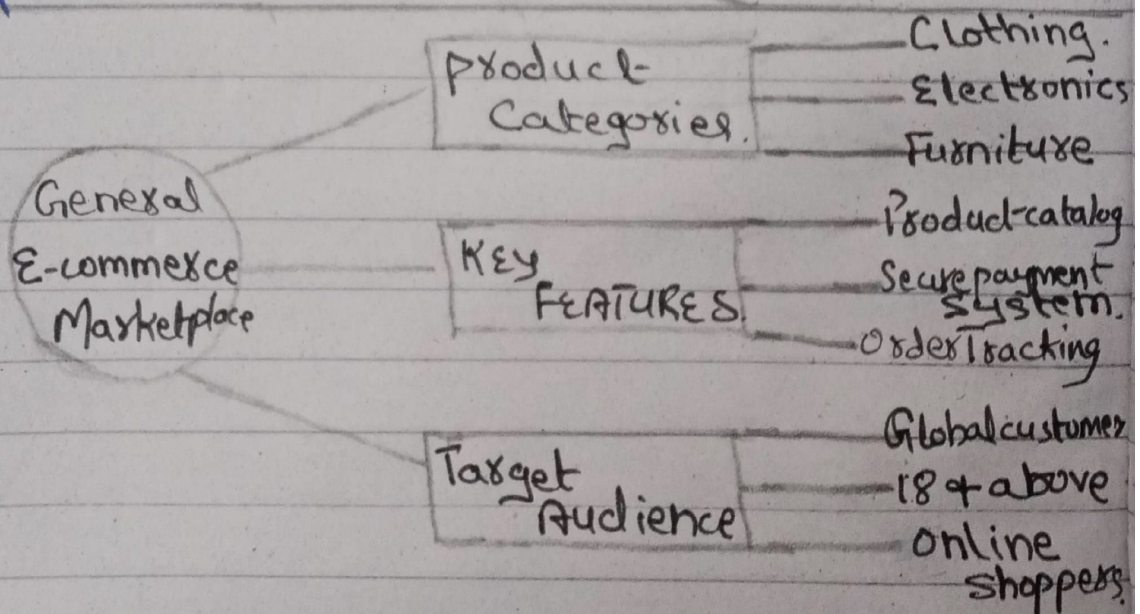 General
E-commerce
Marketplace
Product
Categories.
Clothing.
Electronics
Furniture
KEY
FEATURES.
Product-catalog
Secure payment
system.
Order Tracking
Target
Audience
Global customer
18 & above
online
shoppers.